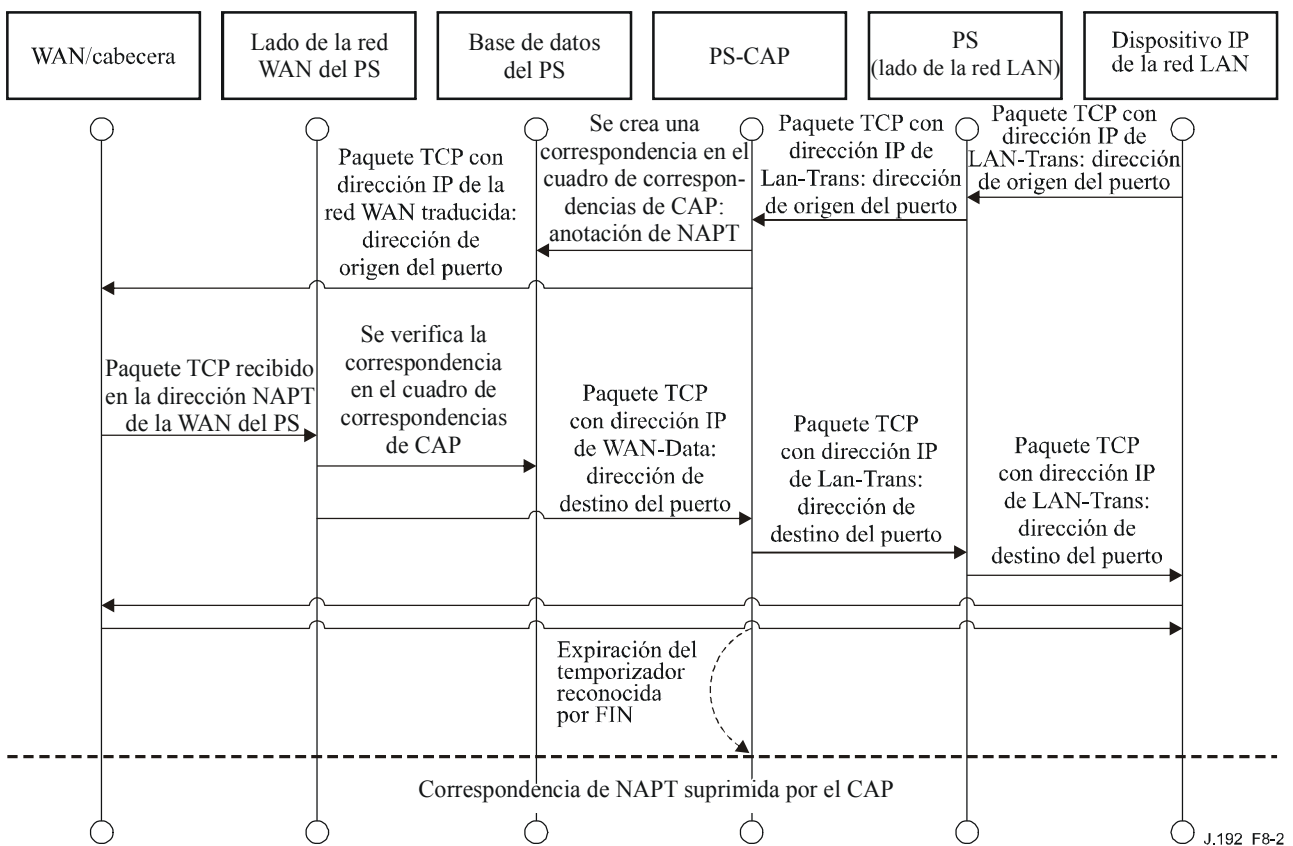 WAN/cabecera
Lado de la red
WAN del PS
Base de datos
del PS
PS-CAP
PS
(lado de la red LAN)
Dispositivo IP
de la red LAN
Paquete TCP con
dirección IP de
LAN-Trans: dirección
de origen del puerto
Paquete TCP con
dirección IP de
Lan-Trans: dirección
de origen del puerto
Se crea una
correspondencia en el
cuadro de correspon-
dencias de CAP:
anotación de NAPT
Paquete TCP con
dirección IP de la
red WAN traducida:
dirección de
origen del puerto
Paquete TCP recibido
en la dirección NAPT
de la WAN del PS
Se verifica la
correspondencia
en el cuadro de
correspondencias
de CAP
Paquete TCP
con dirección IP
de WAN-Data:
dirección de
destino del puerto
Paquete TCP
con dirección IP
de Lan-Trans:
dirección de
destino del puerto
Paquete TCP
con dirección IP
de LAN-Trans:
dirección de
destino del puerto
Expiración del
temporizador
reconocida
por FIN
Correspondencia de NAPT suprimida por el CAP
J.192_F8-2